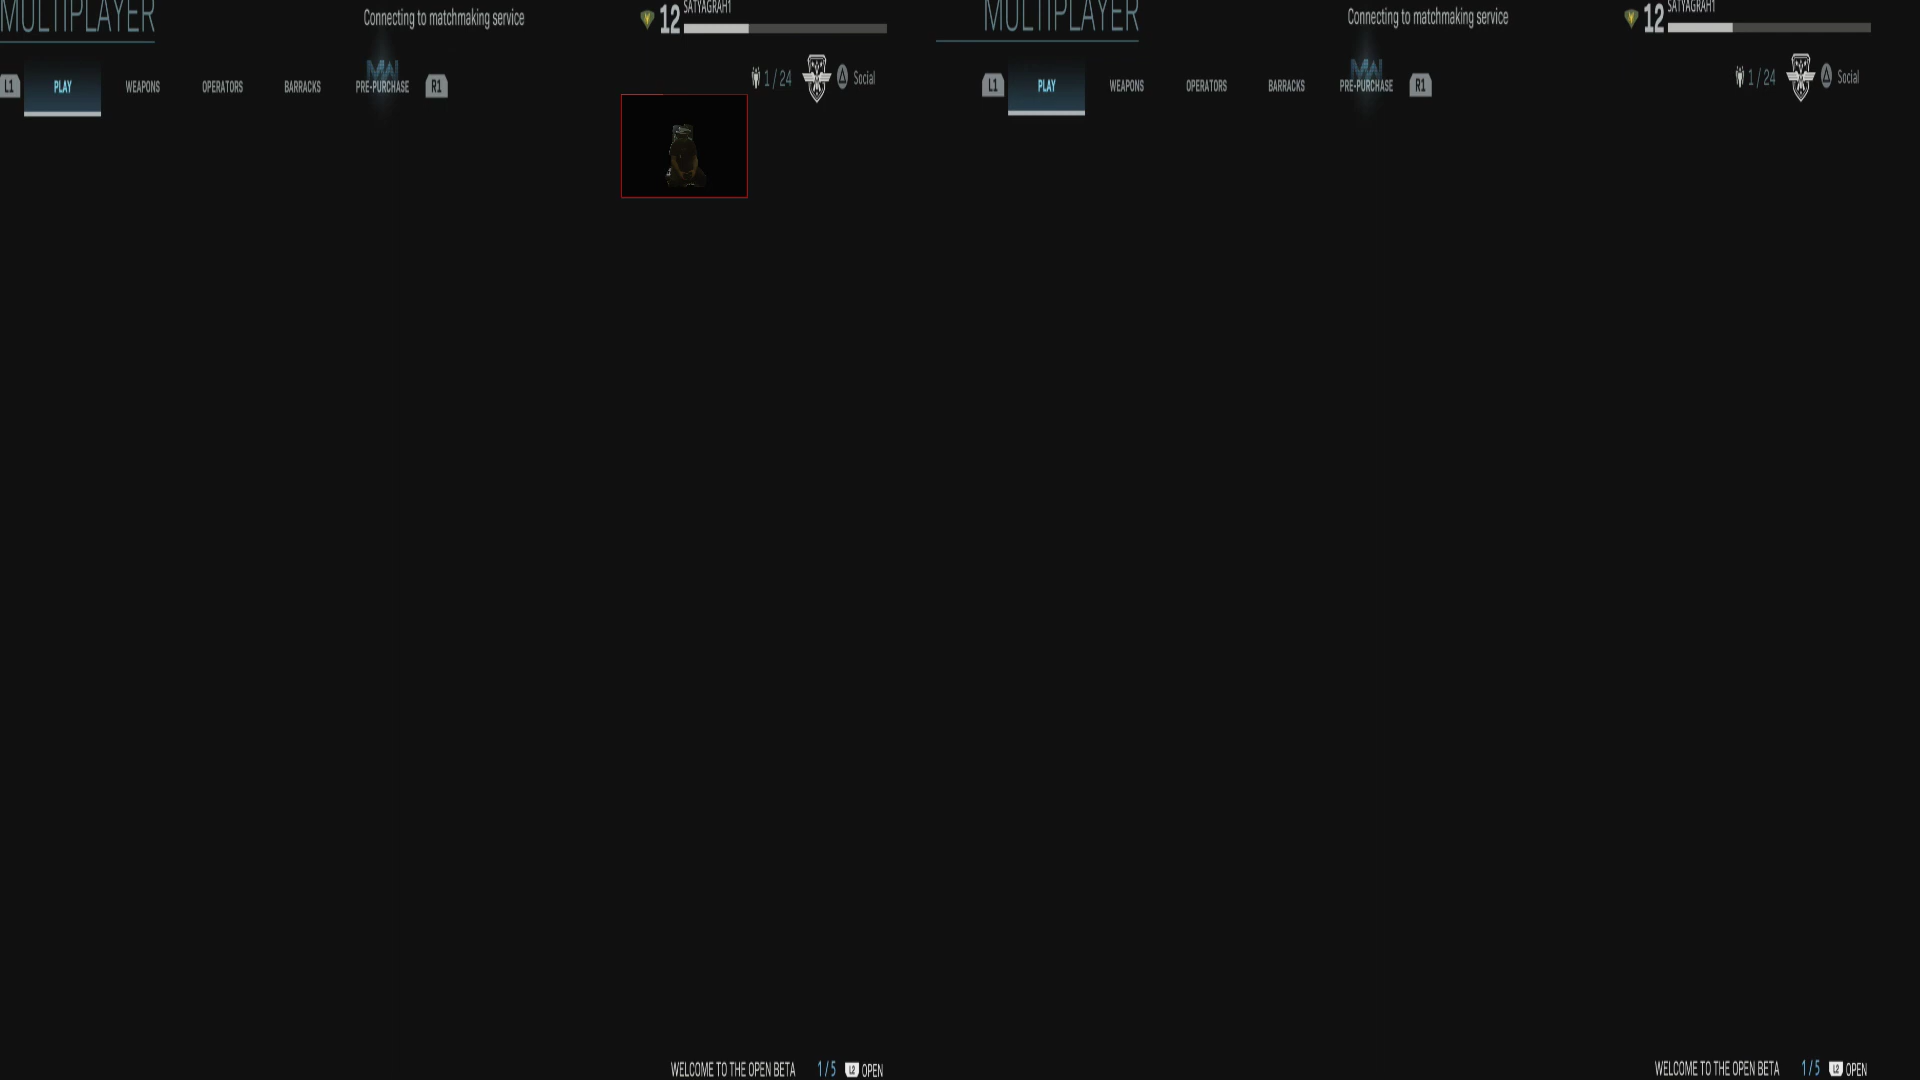 MULTIPLAYER
Connecting to matchmaking service
12
SATYAGRAH1
L1
PLAY
WEAPONS
OPERATORS
BARRACKS
PRE-PURCHASE
R1
1 / 24
Social
WELCOME TO THE OPEN BETA
1 / 5
L2
OPEN
MULTIPLAYER
Connecting to matchmaking service
12
SATYAGRAH1
L1
PLAY
WEAPONS
OPERATORS
BARRACKS
PRE-PURCHASE
R1
1 / 24
Social
WELCOME TO THE OPEN BETA
1 / 5
L2
OPEN